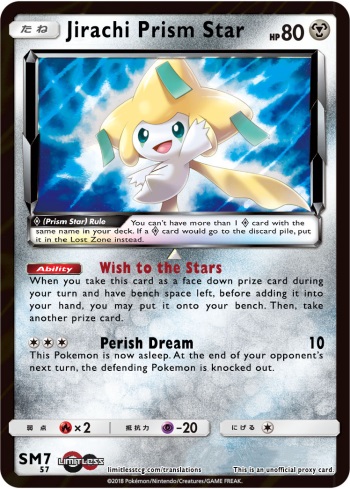 たね Jirachi Prism Star HP 80
(Prism Star) Rule You can't have more than 1 ◇ card with the
same name in your deck. If a ◇ card would go to the discard pile, put
it in the Lost Zone instead.
Ability Wish to the Stars
When you take this card as a face down prize card during
your turn and have bench space left, before adding it into
your hand, you may put it onto your bench. Then, take
another prize card.
Perish Dream 10
This Pokemon is now asleep. At the end of your opponent's
next turn, the defending Pokemon is knocked out.
弱点 ×2 抵抗力 -20 にげる
SM7 LIMITLESS
57 limitlesstcg.com/translations This is an unofficial proxy card.
©2018 Pokémon/Nintendo/Creatures/GAME FREAK.